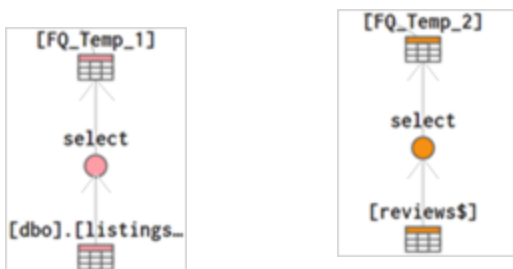 [FQ_Temp_1]
select
[dbo].[listings…
[FQ_Temp_2]
select
[reviews$]